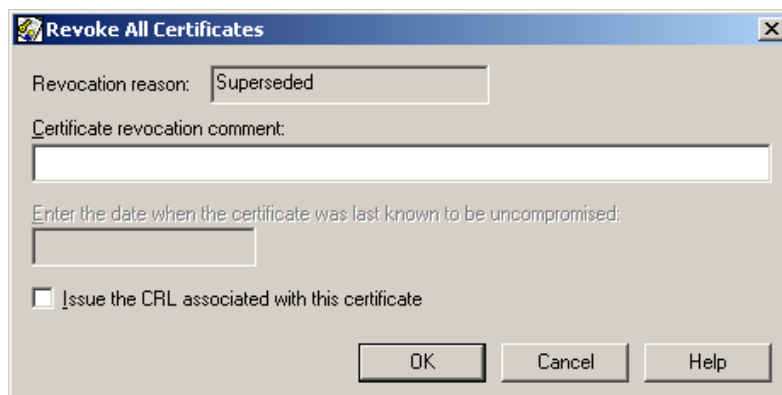 Revoke All Certificates
Revocation reason: Superseded
Certificate revocation comment:
Enter the date when the certificate was last known to be uncompromised:
Issue the CRL associated with this certificate
OK Cancel Help